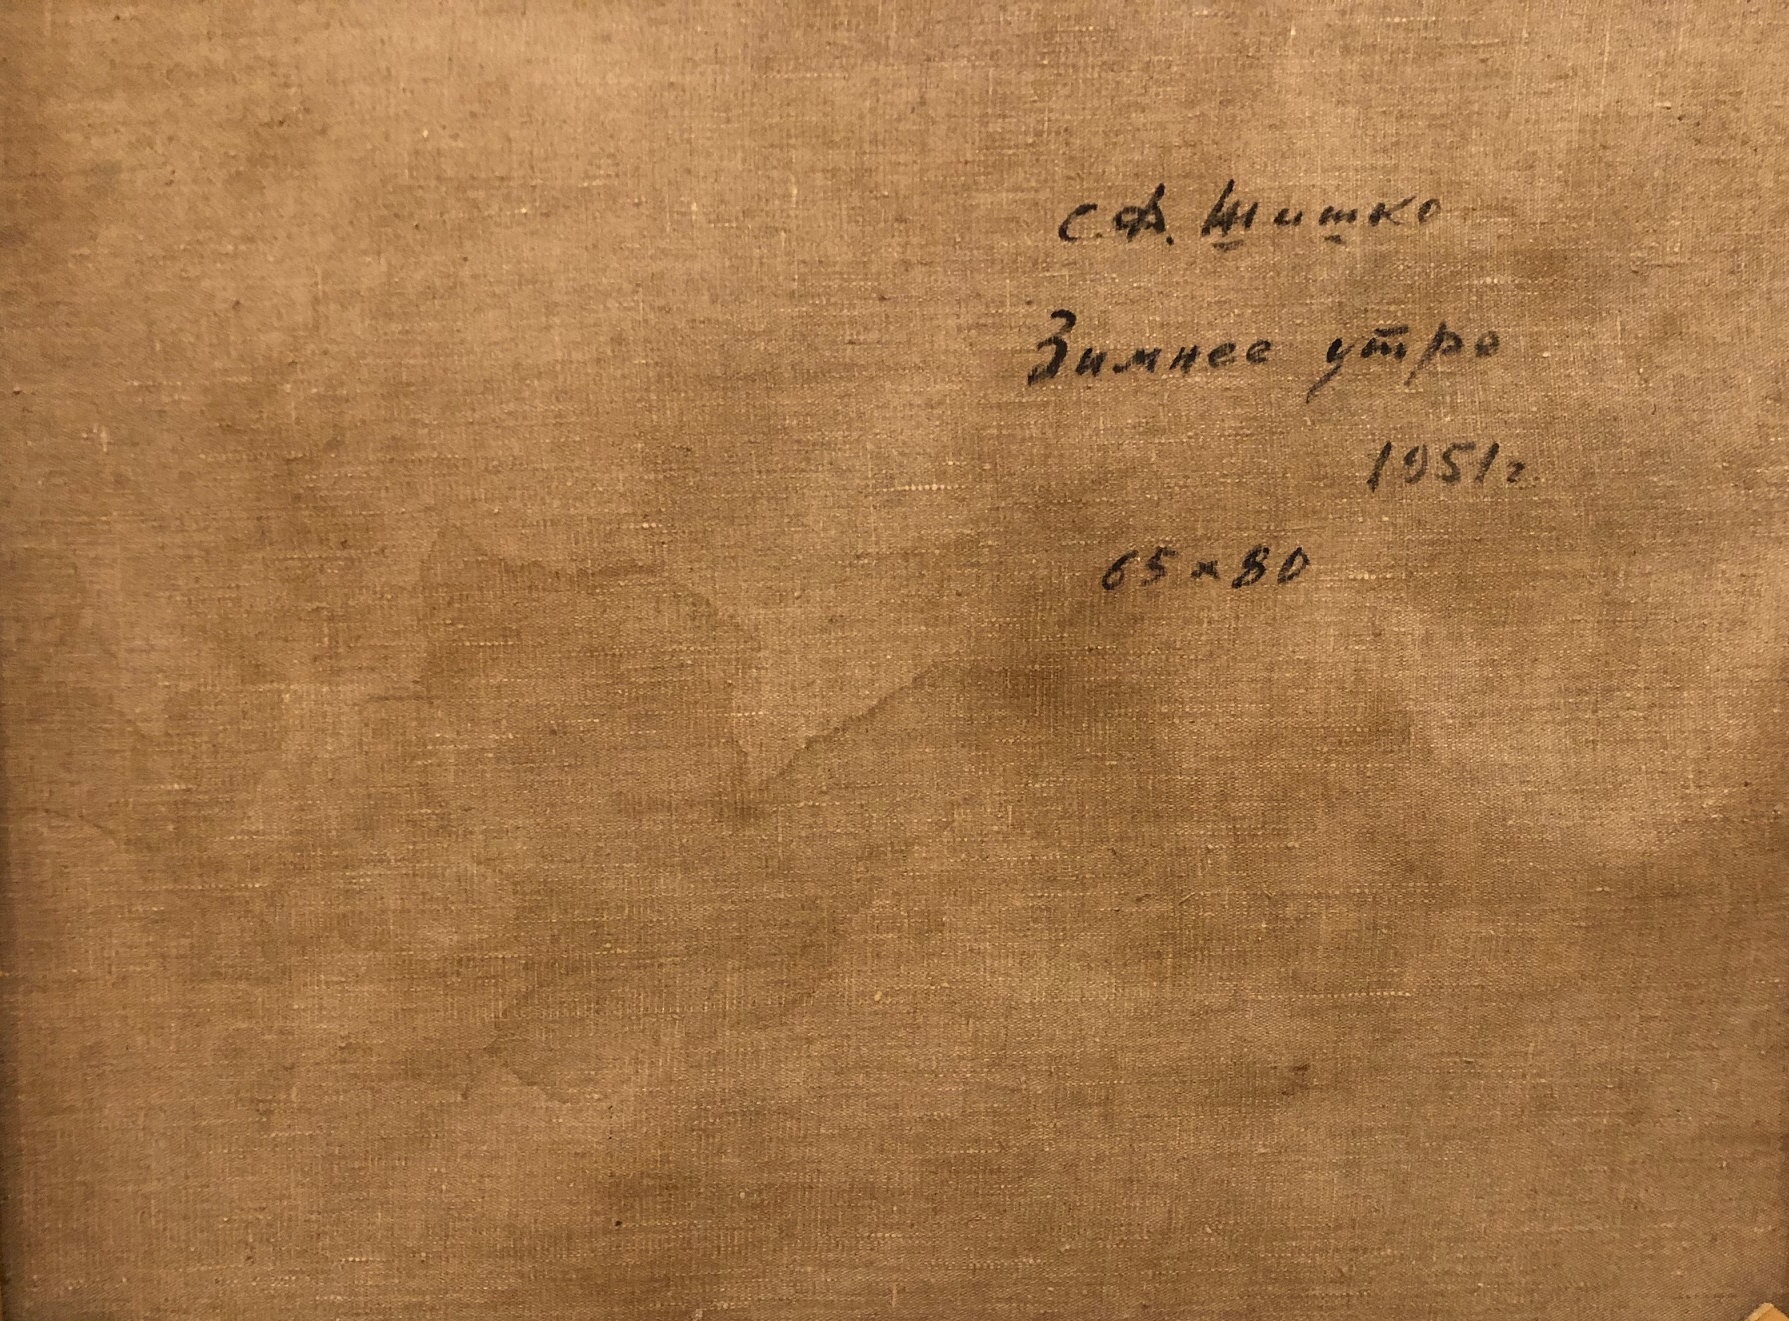 С.Ф. Шишко
Зимнее утро
1951г.
65×80